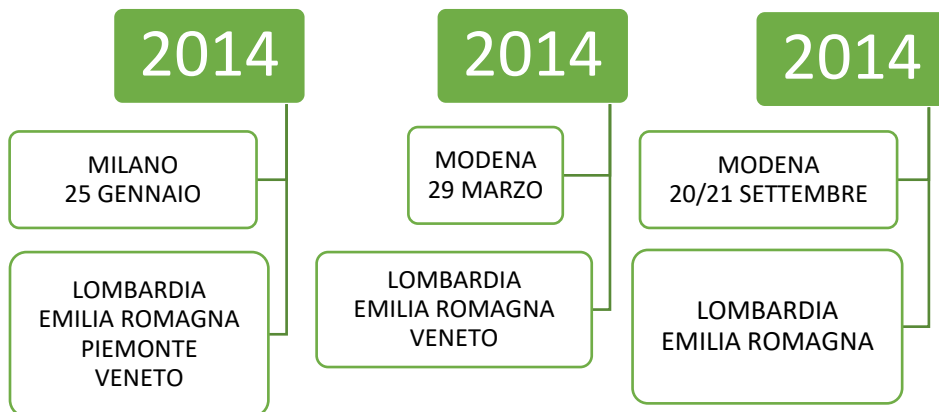 2014
MILANO
25 GENNAIO
LOMBARDIA
EMILIA ROMAGNA
PIEMONTE
VENETO
2014
MODENA
29 MARZO
LOMBARDIA
EMILIA ROMAGNA
VENETO
2014
MODENA
20/21 SETTEMBRE
LOMBARDIA
EMILIA ROMAGNA